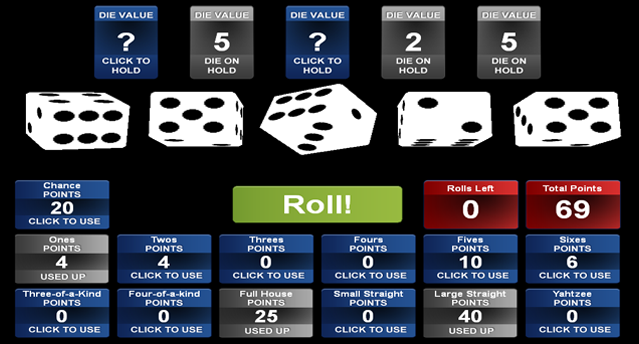 DIE VALUE DIE VALUE DIE VALUE DIE VALUE DIE VALUE
? 5 ? 2 5
CLICK TO DIE ON CLICK TO DIE ON DIE ON
HOLD HOLD HOLD HOLD HOLD
Chance
POINTS
20
CLICK TO USE
Roll!
Rolls Left
0
Total Points
69
Ones
POINTS
4
USED UP
Twos
POINTS
4
CLICK TO USE
Threes
POINTS
0
CLICK TO USE
Fours
POINTS
0
CLICK TO USE
Fives
POINTS
10
CLICK TO USE
Sixes
POINTS
6
CLICK TO USE
Three-of-a-Kind
POINTS
0
CLICK TO USE
Four-of-a-kind
POINTS
0
CLICK TO USE
Full House
POINTS
25
USED UP
Small Straight
POINTS
0
CLICK TO USE
Large Straight
POINTS
40
USED UP
Yahtzee
POINTS
0
CLICK TO USE